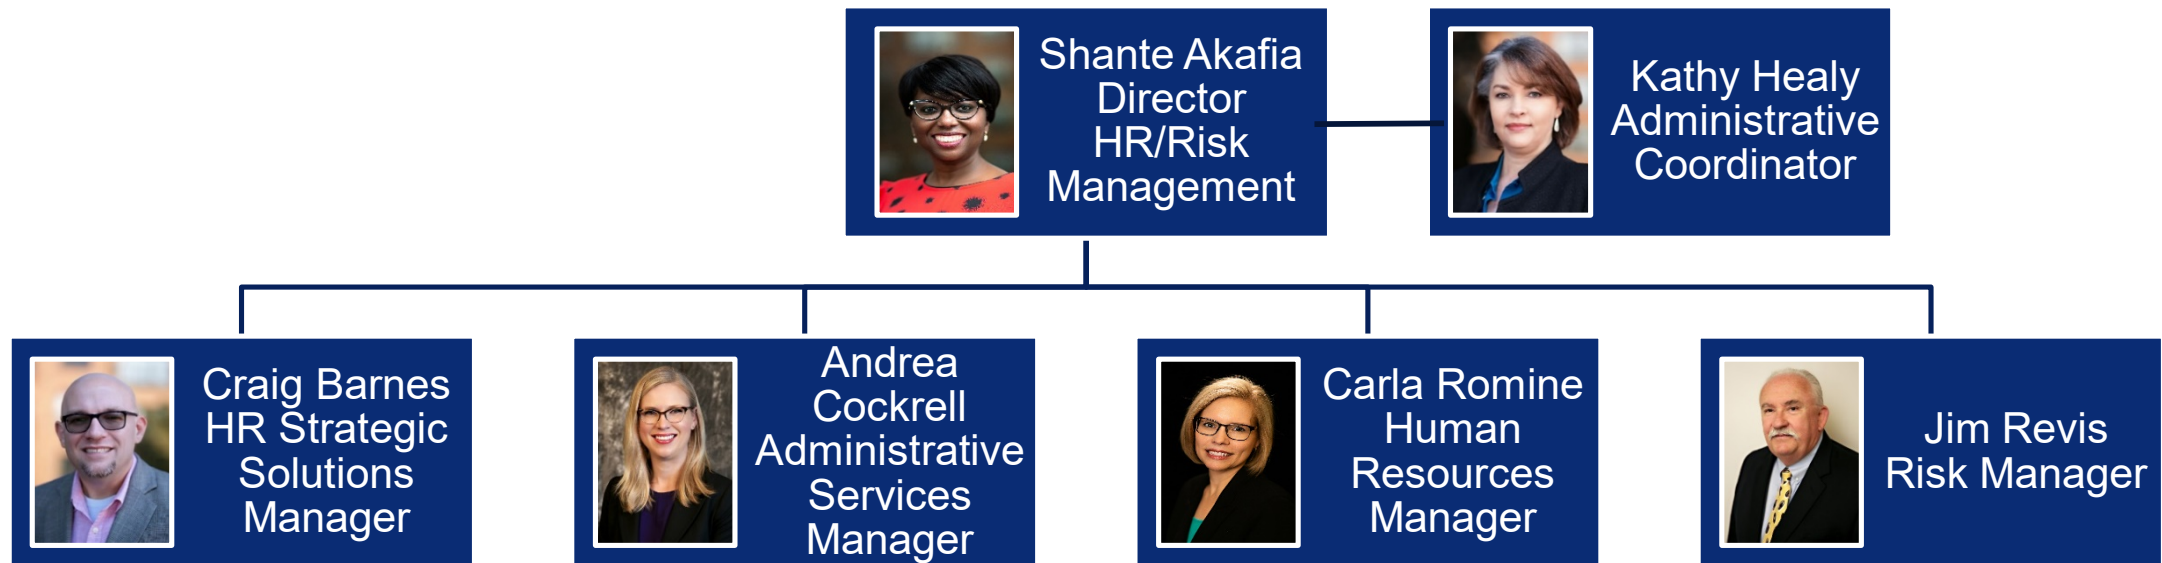 Shante Akafia
Director
HR/Risk
Management
Kathy Healy
Administrative
Coordinator
Craig Barnes
HR Strategic
Solutions
Manager
Andrea
Cockrell
Administrative
Services
Manager
Carla Romine
Human
Resources
Manager
Jim Revis
Risk Manager